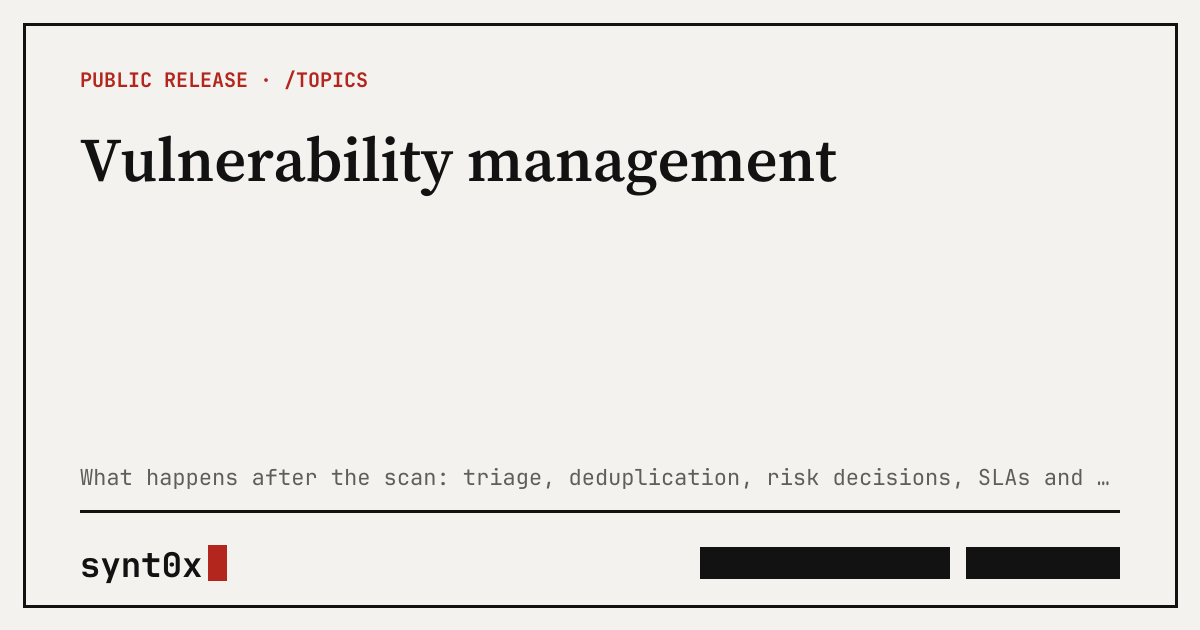 PUBLIC RELEASE · /TOPICS
Vulnerability management
What happens after the scan: triage, deduplication, risk decisions, SLAs and …
synt0x